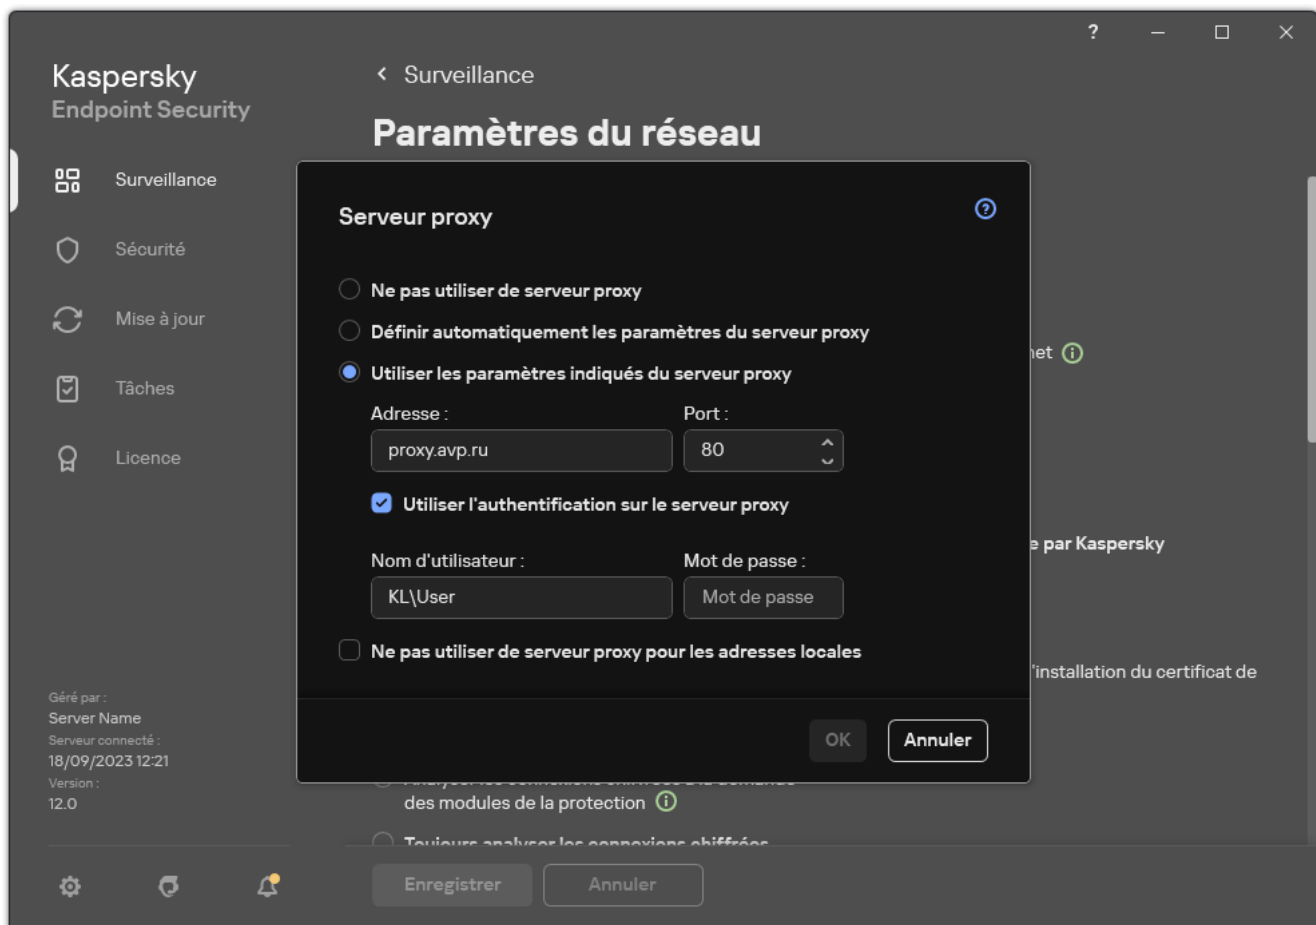 ?
Kaspersky
Endpoint Security
Surveillance
Sécurité
Mise à jour
Tâches
Licence
Géré par :
Server Name
Serveur connecté :
18/09/2023 12:21
Version :
12.0
Surveillance
Paramètres du réseau
Serveur proxy
Ne pas utiliser de serveur proxy
Définir automatiquement les paramètres du serveur proxy
Utiliser les paramètres indiqués du serveur proxy
Adresse : Port :
proxy.avp.ru 80
Utiliser l'authentification sur le serveur proxy
Nom d'utilisateur : Mot de passe :
KL\User Mot de passe
Ne pas utiliser de serveur proxy pour les adresses locales
OK Annuler
par Kaspersky
'installation du certificat de
des modules de la protection
Toujours analyser les connexions chiffrées
Enregistrer Annuler